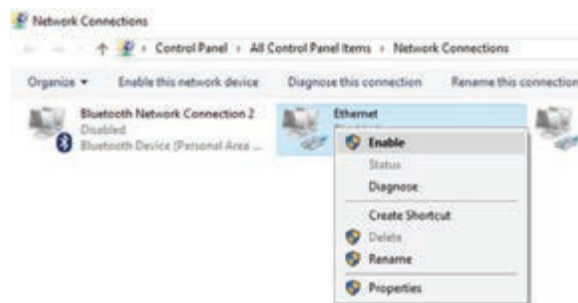 Network Connections
Control Panel › All Control Panel Items › Network Connections
Organize Enable this network device Diagnose this connection Rename this connection
Bluetooth Network Connection 2
Disabled
Bluetooth Device (Personal Area ...
Ethernet
Enable
Status
Diagnose
Create Shortcut
Delete
Rename
Properties